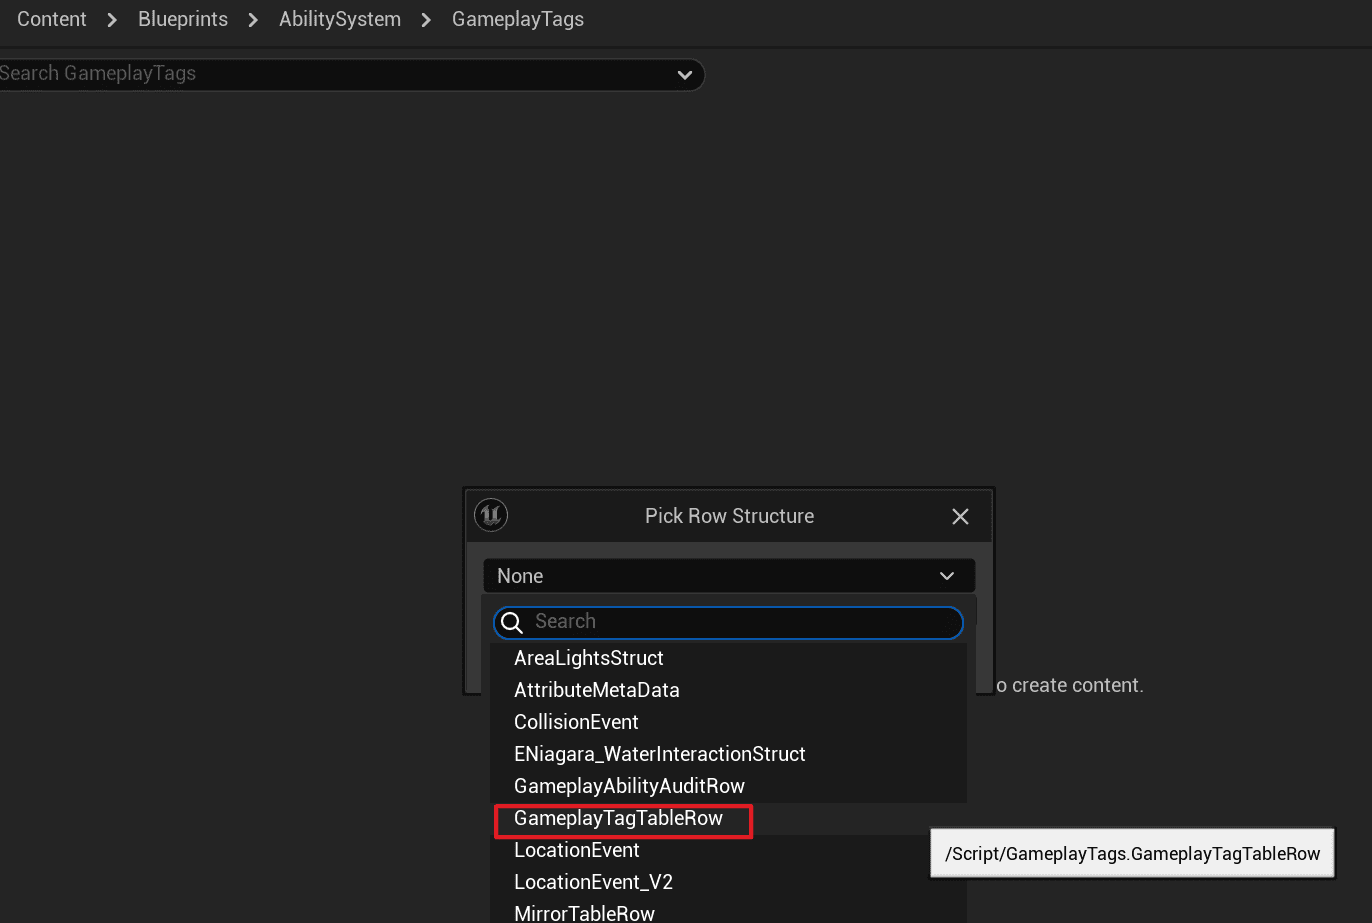 Content > Blueprints > AbilitySystem > GameplayTags
Search GameplayTags
Pick Row Structure
None
Search
AreaLightsStruct
AttributeMetaData
CollisionEvent
o create content.
ENiagara_WaterInteractionStruct
GameplayAbilityAuditRow
GameplayTagTableRow
LocationEvent
/Script/GameplayTags.GameplayTagTableRow
LocationEvent_V2
MirrorTableRow